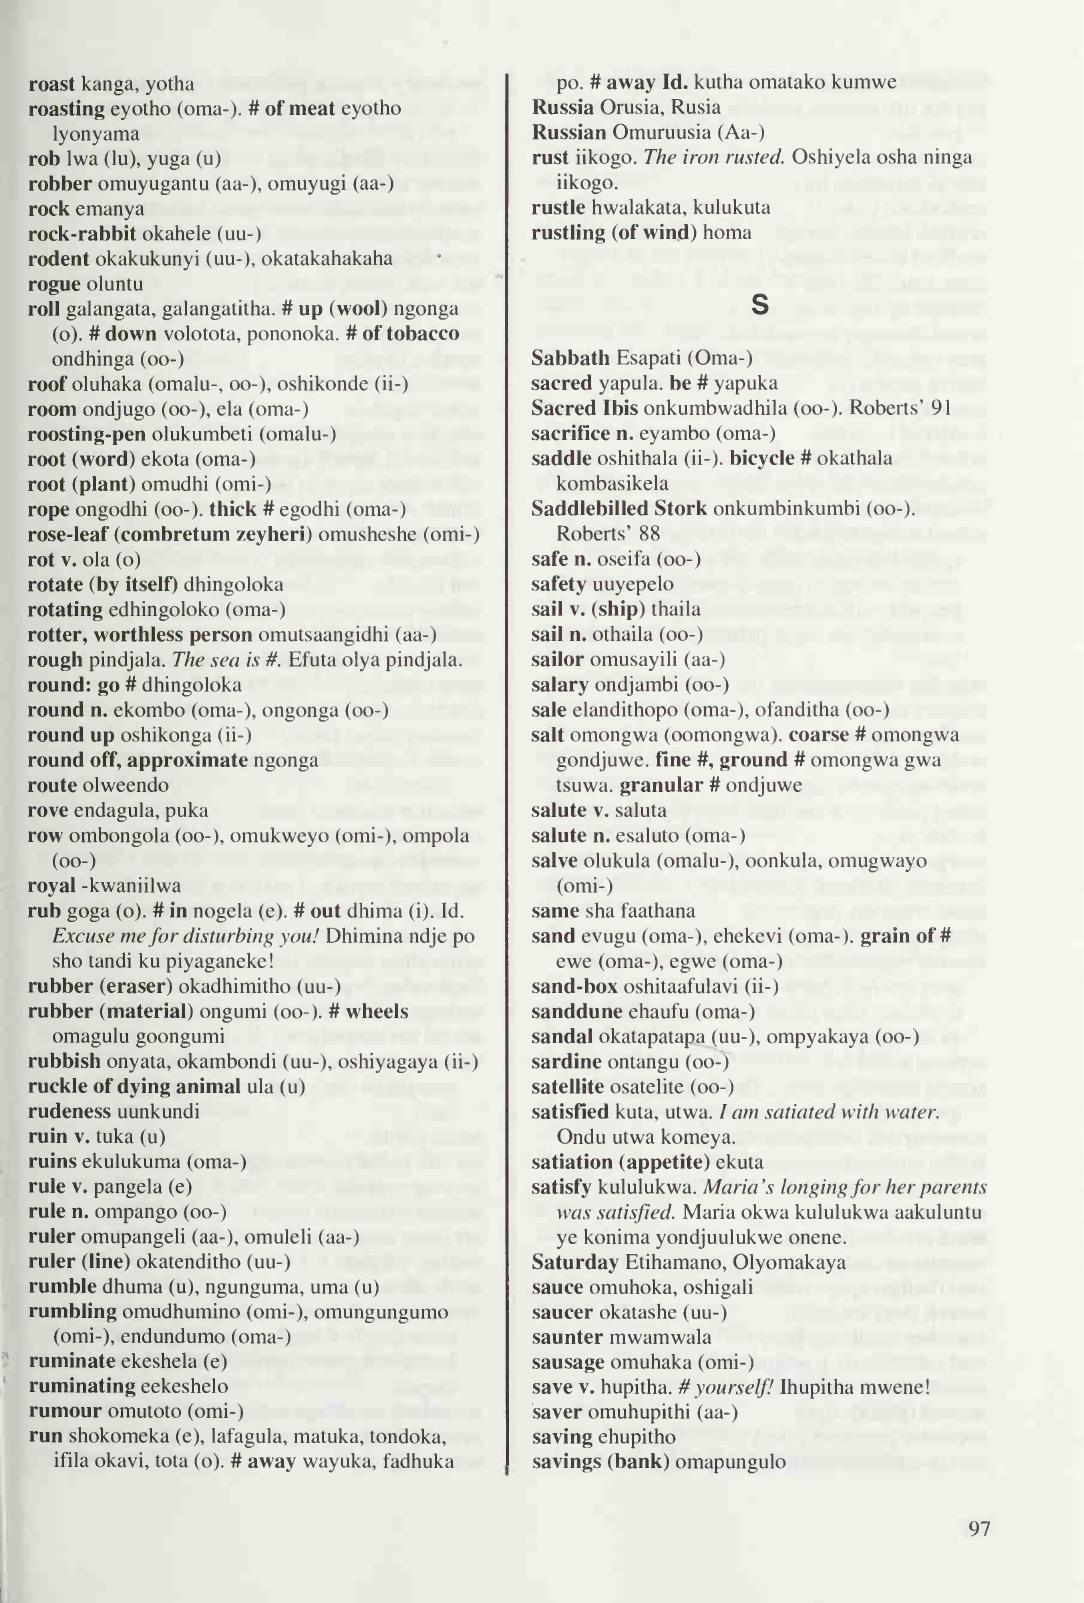 roast kanga, yotha
roasting eyotho (oma-). # of meat eyotho
lyonyama
rob lwa (lu), yuga (u)
robber omuyugantu (aa-), omuyugi (aa-)
rock emanya
rock-rabbit okahele (uu-)
rodent okakukunyi (uu-), okatakahakaha
rogue oluntu
roll galangata, galangatitha. # up (wool) ngonga
(o). # down volotota, pononoka. # of tobacco
ondhinga (oo-)
roof oluhaka (omalu-, oo-), oshikonde (ii-)
room ondjugo (oo-), ela (oma-)
roosting-pen olukumbeti (omalu-)
root (word) ekota (oma-)
root (plant) omudhi (omi-)
rope ongodhi (oo-). thick # egodhi (oma-)
rose-leaf (combretum zeyheri) omusheshe (omi-)
rot v. ola (o)
rotate (by itself) dhingoloka
rotating edhingoloko (oma-)
rotter, worthless person omutsaangidhi (aa-)
rough pindjala. The sea is #. Efuta olya pindjala.
round: go # dhingoloka
round n. ekombo (oma-), ongonga (oo-)
round up oshikonga (ii-)
round off, approximate ngonga
route olweendo
rove endagula, puka
row ombongola (oo-), omukweyo (omi-), ompola
(oo-)
royal -kwaniilwa
rub goga (o). # in nogela (e). # out dhima (i). Id.
Excuse me for disturbing you! Dhimina ndje po
sho tandi ku piyaganeke!
rubber (eraser) okadhimitho (uu-)
rubber (material) ongumi (oo-). # wheels
omagulu goongumi
rubbish onyata, okambondi (uu-), oshiyagaya (ii-)
ruckle of dying animal ula (u)
rudeness uunkundi
ruin v. tuka (u)
ruins ekulukuma (oma-)
rule v. pangela (e)
rule n. ompango (oo-)
ruler omupangeli (aa-), omuleli (aa-)
ruler (line) okatenditho (uu-)
rumble dhuma (u), ngunguma, uma (u)
rumbling omudhumino (omi-), omungungumo
(omi-), endundumo (oma-)
ruminate ekeshela (e)
ruminating eekeshelo
rumour omutoto (omi-)
run shokomeka (e), lafagula, matuka, tondoka,
ifila okavi, tota (o). # away wayuka, fadhuka
po. # away Id. kutha omatako kumwe
Russia Orusia, Rusia
Russian Omuruusia (Aa-)
rust iikogo. The iron rusted. Oshiyela osha ninga
iikogo.
rustle hwalakata, kulukuta
rustling (of wind) homa
S
Sabbath Esapati (Oma-)
sacred yapula. be # yapuka
Sacred Ibis onkumbwadhila (oo-). Roberts' 91
sacrifice n. eyambo (oma-)
saddle oshithala (ii-). bicycle # okathala
kombasikela
Saddlebilled Stork onkumbinkumbi (oo-).
Roberts' 88
safe n. oseifa (oo-)
safety uuyepelo
sail v. (ship) thaila
sail n. othaila (oo-)
sailor omusayili (aa-)
salary ondjambi (oo-)
sale elandithopo (oma-), ofanditha (oo-)
salt omongwa (oomongwa). coarse # omongwa
gondjuwe. fine #, ground # omongwa gwa
tsuwa. granular # ondjuwe
salute v. saluta
salute n. esaluto (oma-)
salve olukula (omalu-), oonkula, omugwayo
(omi-)
same sha faathana
sand evugu (oma-), ehekevi (oma-). grain of #
ewe (oma-), egwe (oma-)
sand-box oshitaafulavi (ii-)
sanddune ehaufu (oma-)
sandal okatapatapa (uu-), ompyakaya (oo-)
sardine ontangu (oo-)
satellite osatelite (oo-)
satisfied kuta, utwa. I am satiated with water.
Ondu utwa komeya.
satiation (appetite) ekuta
satisfy kululukwa. Maria's longing for her parents
was satisfied. Maria okwa kululukwa aakuluntu
ye konima yondjuulukwe onene.
Saturday Etihamano, Olyomakaya
sauce omuhoka, oshigali
saucer okatashe (uu-)
saunter mwamwala
sausage omuhaka (omi-)
save v. hupitha. # yourself! Ihupitha mwene!
saver omuhupithi (aa-)
saving ehupitho
savings (bank) omapungulo
97